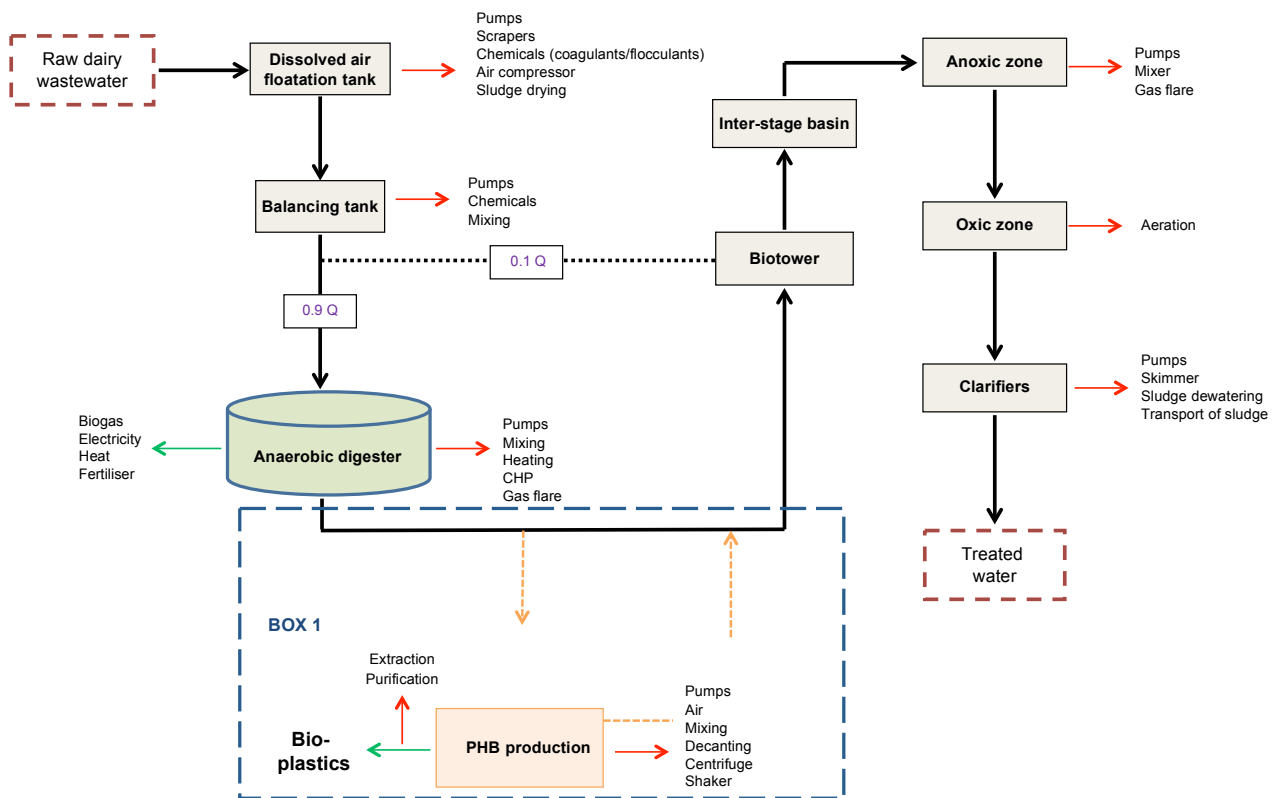 Raw dairy
wastewater
Dissolved air
floatation tank
Pumps
Scrapers
Chemicals (coagulants/flocculants)
Air compressor
Sludge drying
Balancing tank
Pumps
Chemicals
Mixing
0.1 Q
0.9 Q
Anaerobic digester
Biogas
Electricity
Heat
Fertiliser
Pumps
Mixing
Heating
CHP
Gas flare
BOX 1
Extraction
Purification
Bio-
plastics
PHB production
Pumps
Air
Mixing
Decanting
Centrifuge
Shaker
Biotower
Inter-stage basin
Anoxic zone
Pumps
Mixer
Gas flare
Oxic zone
Aeration
Clarifiers
Pumps
Skimmer
Sludge dewatering
Transport of sludge
Treated
water